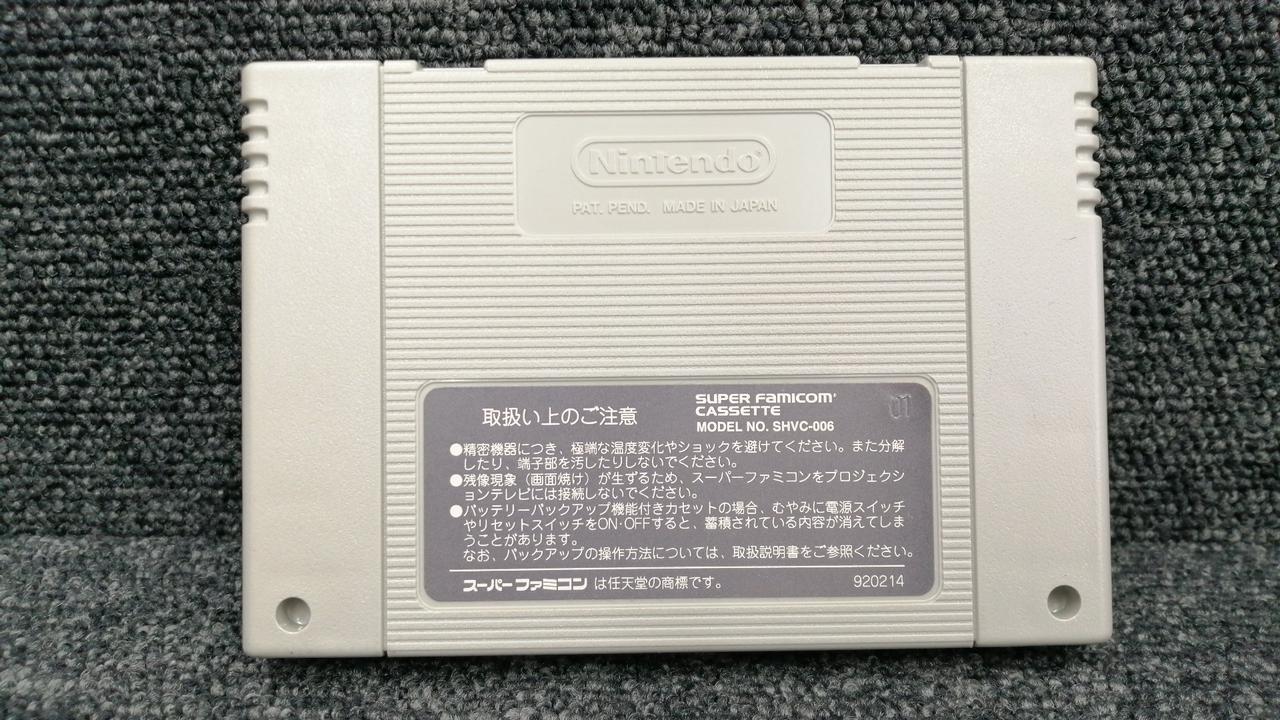 Nintendo®
PAT. PEND. MADE IN JAPAN
取扱い上のご注意
SUPER FAMICOM
CASSETTE
MODEL NO. SHVC-006
01
●精密機器につき、極端な温度変化やショックを避けてください。また分解
したり、端子部を汚したりしないでください。
●残像現象（画面焼け）が生ずるため、スーパーファミコンをプロジェクシ
ョンテレビには接続しないでください。
●バッテリーバックアップ機能付きカセットの場合、むやみに電源スイッチ
やリセットスイッチをON・OFFすると、蓄積されている内容が消えてしま
うことがあります。
なお、バックアップの操作方法については、取扱説明書をご参照ください。
スーパーファミコン は任天堂の商標です。
920214